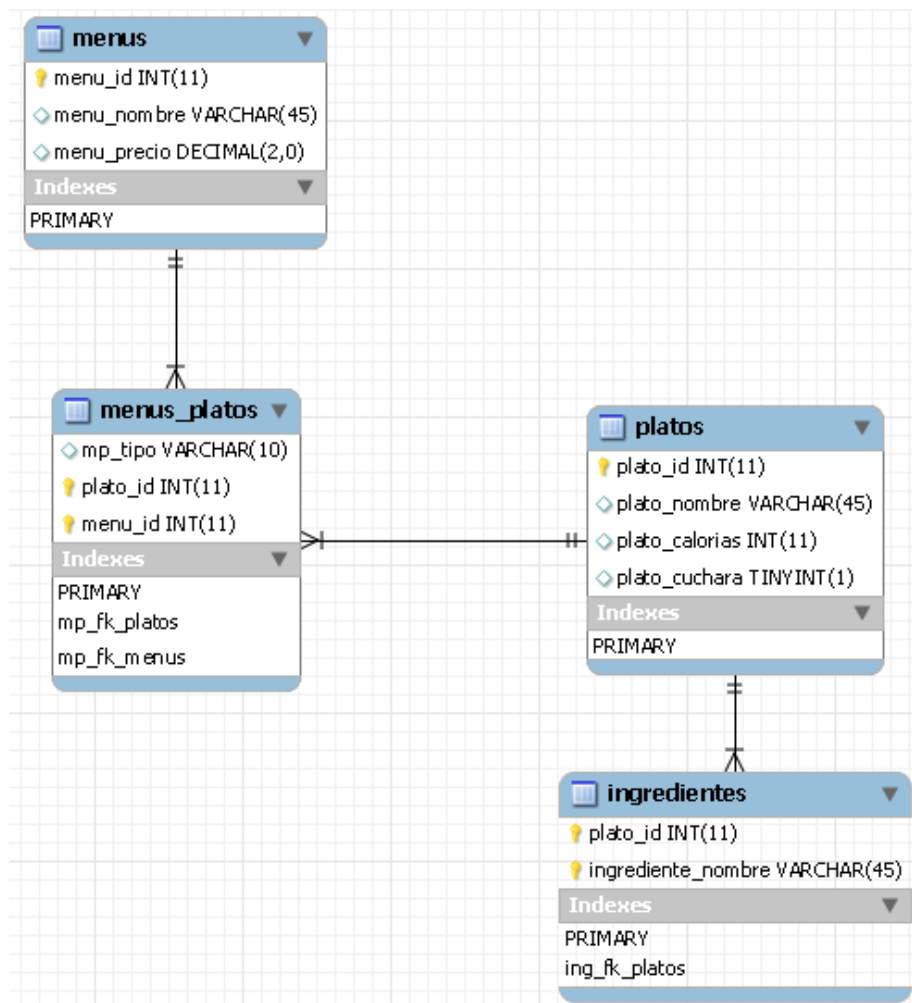 menus
menu_id INT(11)
menu_nombre VARCHAR(45)
menu_precio DECIMAL(2,0)
Indexes
PRIMARY
menus_platos
mp_tipo VARCHAR(10)
plato_id INT(11)
menu_id INT(11)
Indexes
PRIMARY
mp_fk_platos
mp_fk_menus
platos
plato_id INT(11)
plato_nombre VARCHAR(45)
plato_calorias INT(11)
plato_cuchara TINYINT(1)
Indexes
PRIMARY
ingredientes
plato_id INT(11)
ingrediente_nombre VARCHAR(45)
Indexes
PRIMARY
ing_fk_platos